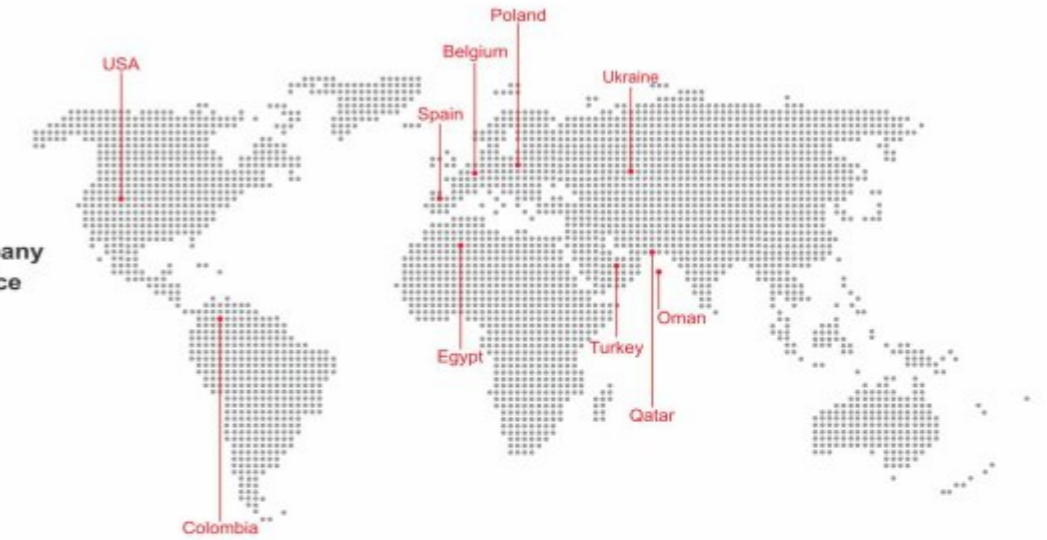 Poland
Belgium
USA
Ukraine
Spain
any
ce
Oman
Turkey
Egypt
Qatar
Colombia